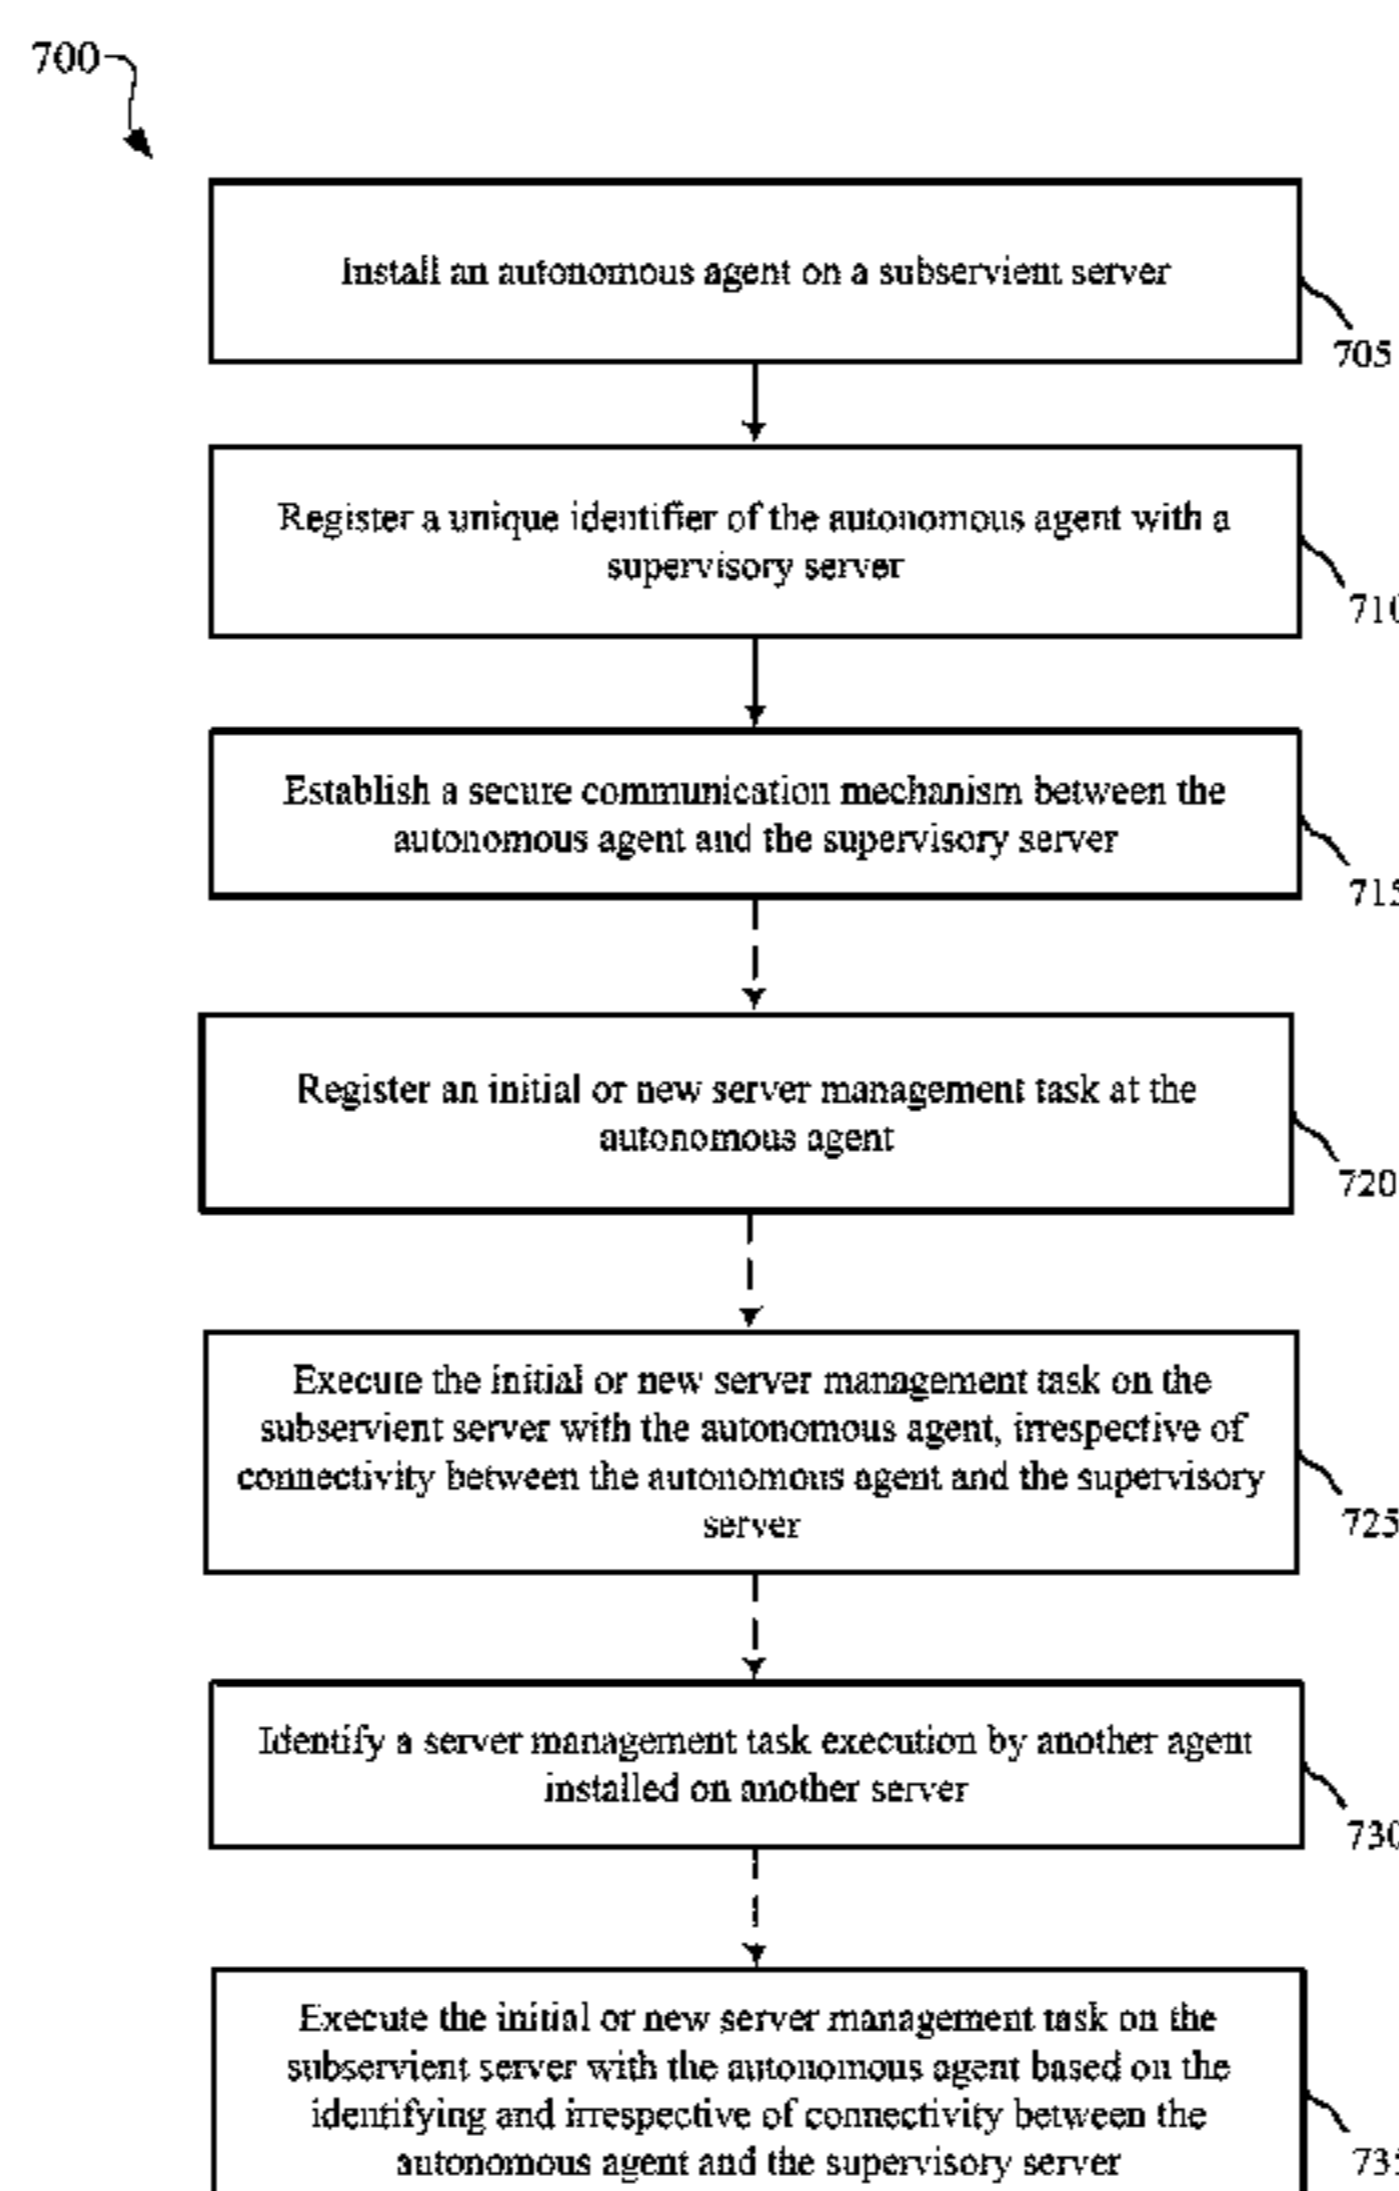 700
Install an autonomous agent on a subservient server
705
Register a unique identifier of the autonomous agent with a
supervisory server
710
Establish a secure communication mechanism between the
autonomous agent and the supervisory server
715
Register an initial or new server management task at the
autonomous agent
720
Execute the initial or new server management task on the
subservient server with the autonomous agent, irrespective of
connectivity between the autonomous agent and the supervisory
server
725
Identify a server management task execution by another agent
installed on another server
730
Execute the initial or new server management task on the
subservient server with the autonomous agent based on the
identifying and irrespective of connectivity between the
autonomous agent and the supervisory server
735